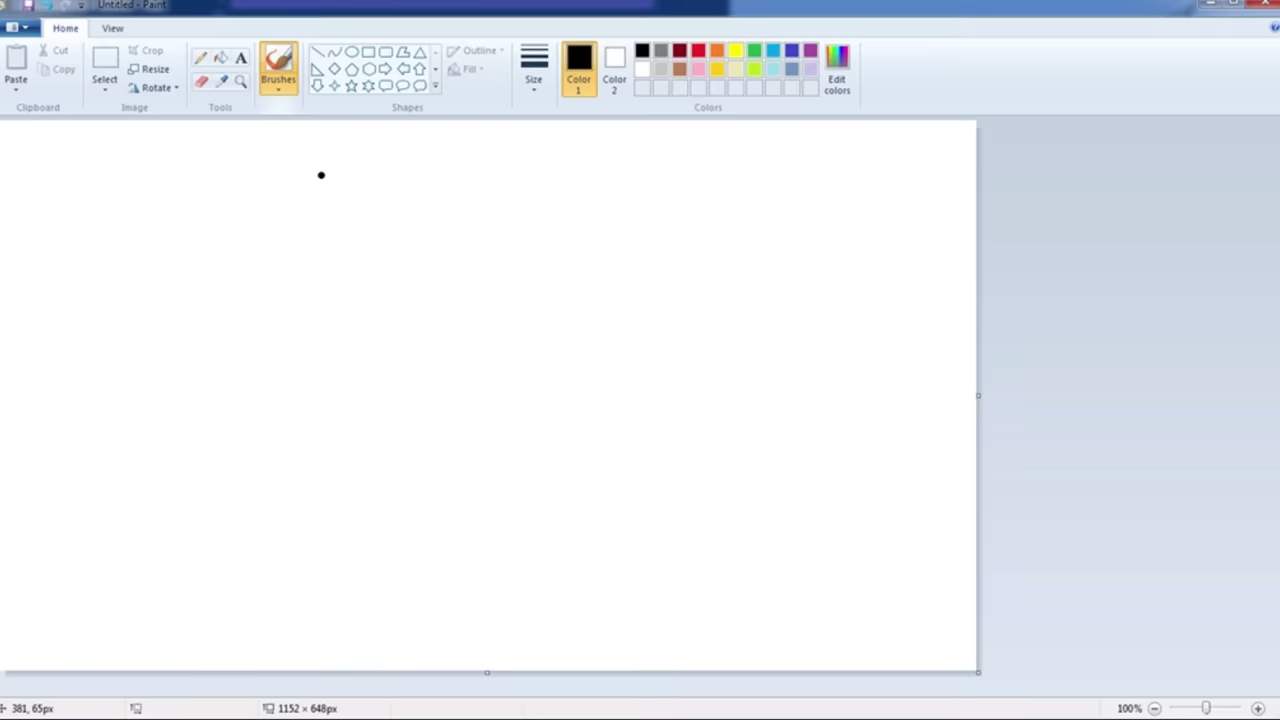 Untitled - Paint
Home View
Cut
Copy
Paste
Clipboard
Select
Crop
Resize
Rotate
Image
A
Tools
Brushes
Shapes
Outline
Fill
Size
Color 1
Color 2
Edit colors
Colors
381, 65px
1152 × 648px
100%